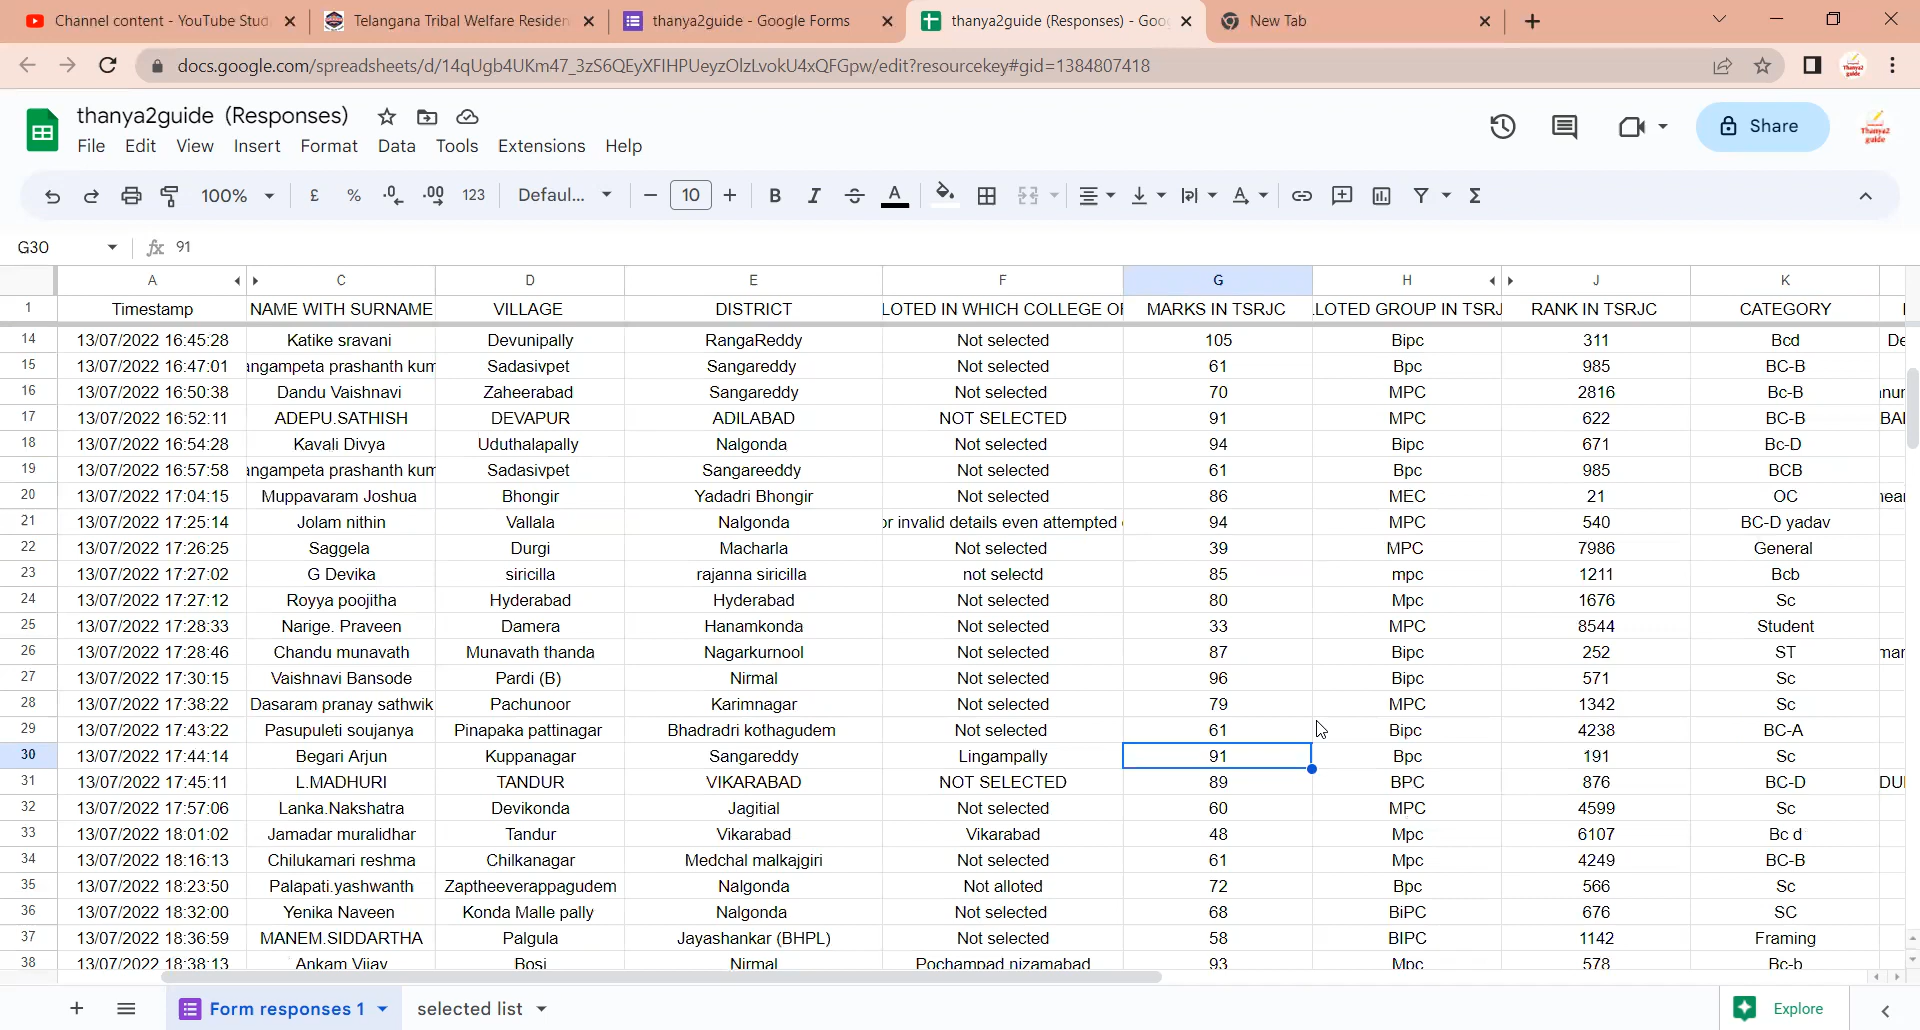 Channel content - YouTube Stud
Telangana Tribal Welfare Residen
thanya2guide - Google Forms
thanya2guide (Responses) - Goog
New Tab
docs.google.com/spreadsheets/d/14qUgb4UKm47_3zS6QEyXFIHPUeyzOlzLvokU4xQFGpw/edit?resourcekey#gid=1384807418
thanya2guide (Responses)
Share
Thanya2 guide
File Edit View Insert Format Data Tools Extensions Help
100% £ % .0 .00 123 Defaul... 10 B I A Σ
G30 fx 91
A C D E F G H J K
1 Timestamp NAME WITH SURNAME VILLAGE DISTRICT LOTED IN WHICH COLLEGE OF MARKS IN TSRJC LOTED GROUP IN TSRJ RANK IN TSRJC CATEGORY
14 13/07/2022 16:45:28 Katike sravani Devunipally RangaReddy Not selected 105 Bipc 311 Bcd De
15 13/07/2022 16:47:01 angampeta prashanth kum Sadasivpet Sangareddy Not selected 61 Bpc 985 BC-B
16 13/07/2022 16:50:38 Dandu Vaishnavi Zaheerabad Sangareddy Not selected 70 MPC 2816 Bc-B nur
17 13/07/2022 16:52:11 ADEPU.SATHISH DEVAPUR ADILABAD NOT SELECTED 91 MPC 622 BC-B BAI
18 13/07/2022 16:54:28 Kavali Divya Uduthalapally Nalgonda Not selected 94 Bipc 671 Bc-D
19 13/07/2022 16:57:58 angampeta prashanth kum Sadasivpet Sangareeddy Not selected 61 Bpc 985 BCB
20 13/07/2022 17:04:15 Muppavaram Joshua Bhongir Yadadri Bhongir Not selected 86 MEC 21 OC near
21 13/07/2022 17:25:14 Jolam nithin Vallala Nalgonda or invalid details even attempted 94 MPC 540 BC-D yadav
22 13/07/2022 17:26:25 Saggela Durgi Macharla Not selected 39 MPC 7986 General
23 13/07/2022 17:27:02 G Devika siricilla rajanna siricilla not selectd 85 mpc 1211 Bcb
24 13/07/2022 17:27:12 Royya poojitha Hyderabad Hyderabad Not selected 80 Mpc 1676 Sc
25 13/07/2022 17:28:33 Narige. Praveen Damera Hanamkonda Not selected 33 MPC 8544 Student
26 13/07/2022 17:28:46 Chandu munavath Munavath thanda Nagarkurnool Not selected 87 Bipc 252 ST mar
27 13/07/2022 17:30:15 Vaishnavi Bansode Pardi (B) Nirmal Not selected 96 Bipc 571 Sc
28 13/07/2022 17:38:22 Dasaram pranay sathwik Pachunoor Karimnagar Not selected 79 MPC 1342 Sc
29 13/07/2022 17:43:22 Pasupuleti soujanya Pinapaka pattinagar Bhadradri kothagudem Not selected 61 Bipc 4238 BC-A
30 13/07/2022 17:44:14 Begari Arjun Kuppanagar Sangareddy Lingampally 91 Bpc 191 Sc
31 13/07/2022 17:45:11 L.MADHURI TANDUR VIKARABAD NOT SELECTED 89 BPC 876 BC-D DUI
32 13/07/2022 17:57:06 Lanka.Nakshatra Devikonda Jagitial Not selected 60 MPC 4599 Sc
33 13/07/2022 18:01:02 Jamadar muralidhar Tandur Vikarabad Vikarabad 48 Mpc 6107 Bc d
34 13/07/2022 18:16:13 Chilukamari reshma Chilkanagar Medchal malkajgiri Not selected 61 Mpc 4249 BC-B
35 13/07/2022 18:23:50 Palapati.yashwanth Zaptheeverappagudem Nalgonda Not alloted 72 Bpc 566 Sc
36 13/07/2022 18:32:00 Yenika Naveen Konda Malle pally Nalgonda Not selected 68 BiPC 676 SC
37 13/07/2022 18:36:59 MANEM.SIDDARTHA Palgula Jayashankar (BHPL) Not selected 58 BIPC 1142 Framing
38 13/07/2022 18:38:13 Ankam Vijay Bosi Nirmal Pochampad nizamabad 93 Mpc 578 Bc-b
Form responses 1 selected list Explore